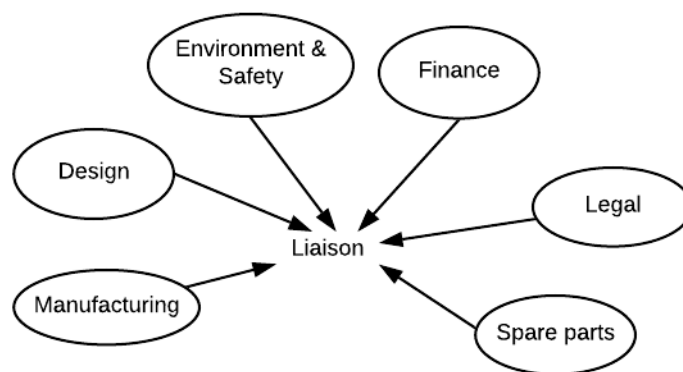 Environment &
Safety
Finance
Design
Legal
Liaison
Manufacturing
Spare parts